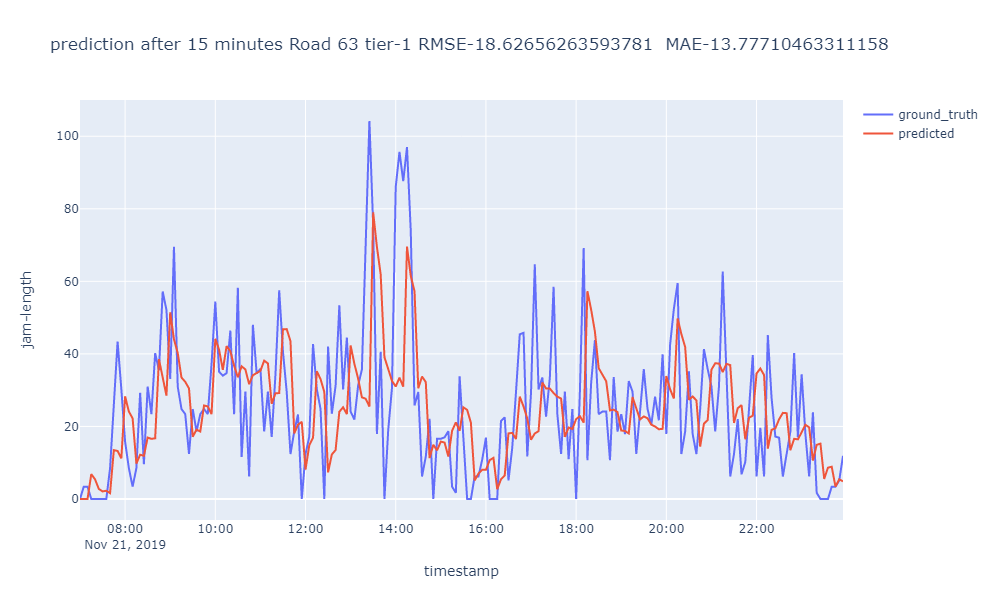 prediction after 15 minutes Road 63 tier-1 RMSE-18.62656263593781  MAE-13.77710463311158
ground_truth
predicted
100
80
60
40
20
0
jam-length
08:00 10:00 12:00 14:00 16:00 18:00 20:00 22:00
Nov 21, 2019
timestamp